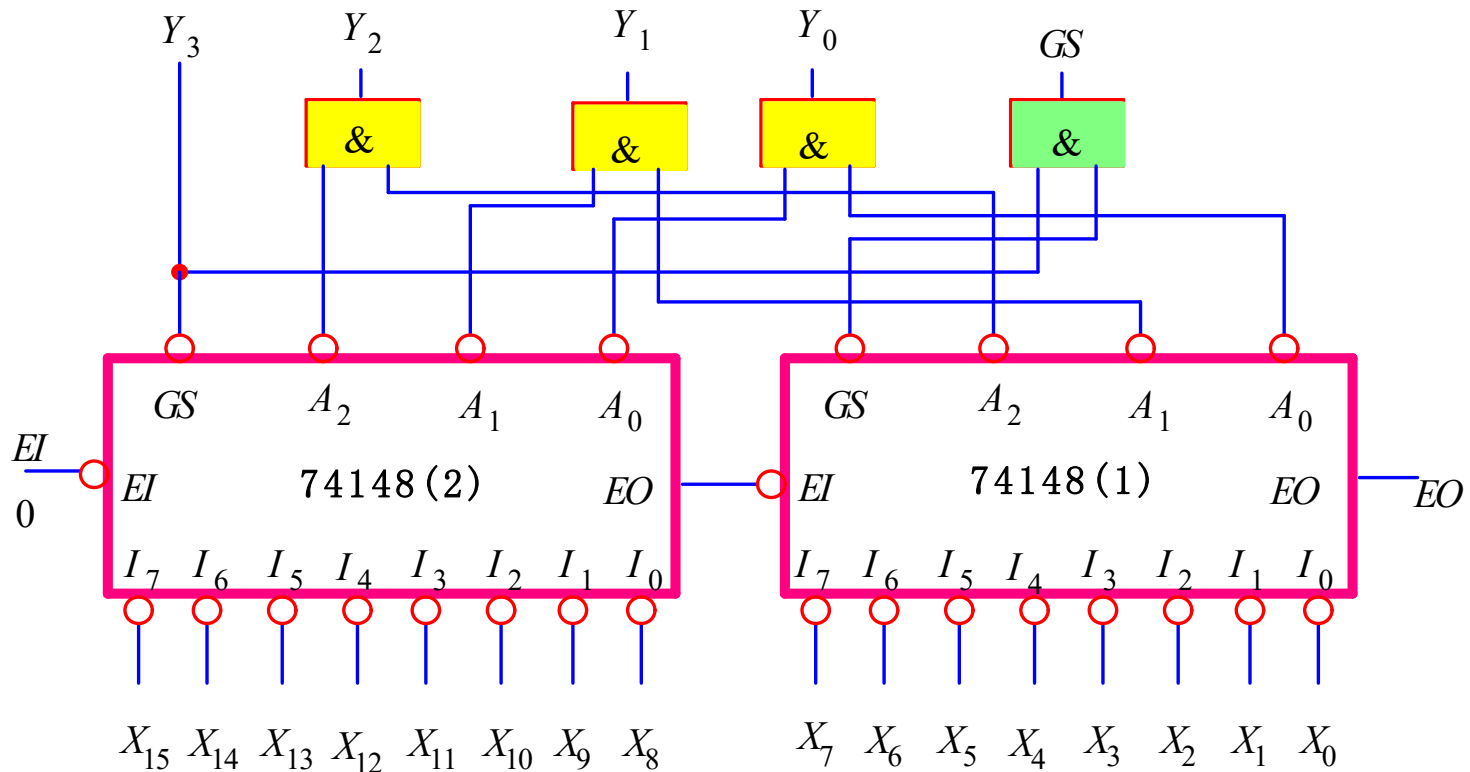 Y3 Y2 Y1 Y0 GS
& & & &
GS A2 A1 A0 GS A2 A1 A0
EI EI 74148(2) EO EI 74148(1) EO EO
0
I7 I6 I5 I4 I3 I2 I1 I0 I7 I6 I5 I4 I3 I2 I1 I0
X15 X14 X13 X12 X11 X10 X9 X8 X7 X6 X5 X4 X3 X2 X1 X0